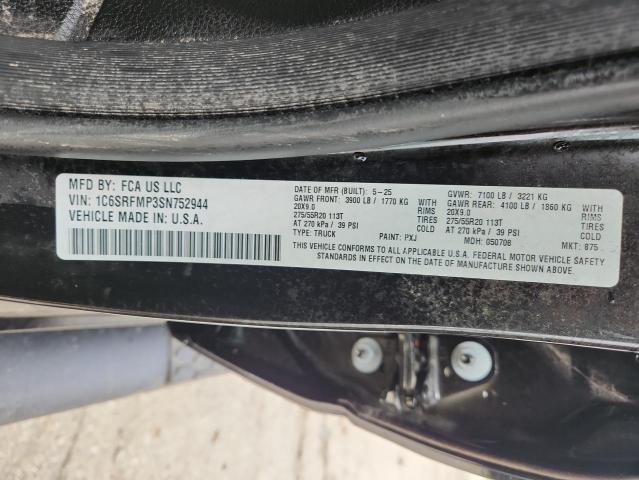 MFD BY: FCA US LLC
VIN: 1C6SRFMP3SN752944
VEHICLE MADE IN U.S.A.
DATE OF MFR (BUILT): 5-25
GAWR FRONT: 3900 LB / 1770 KG
20X9.0 RIMS
275/55R20 113T TIRES
AT 270 kPa / 39 PSI COLD
TYPE: TRUCK PAINT: PXJ
GVWR: 7100 LB / 3221 KG
GAWR REAR: 4100 LB / 1860 KG
20X9.0 RIMS
275/55R20 113T TIRES
AT 270 kPa / 39 PSI COLD
MDH: 050708 MKT: 875
THIS VEHICLE CONFORMS TO ALL APPLICABLE U.S.A. FEDERAL MOTOR VEHICLE SAFETY
STANDARDS IN EFFECT ON THE DATE OF MANUFACTURE SHOWN ABOVE.